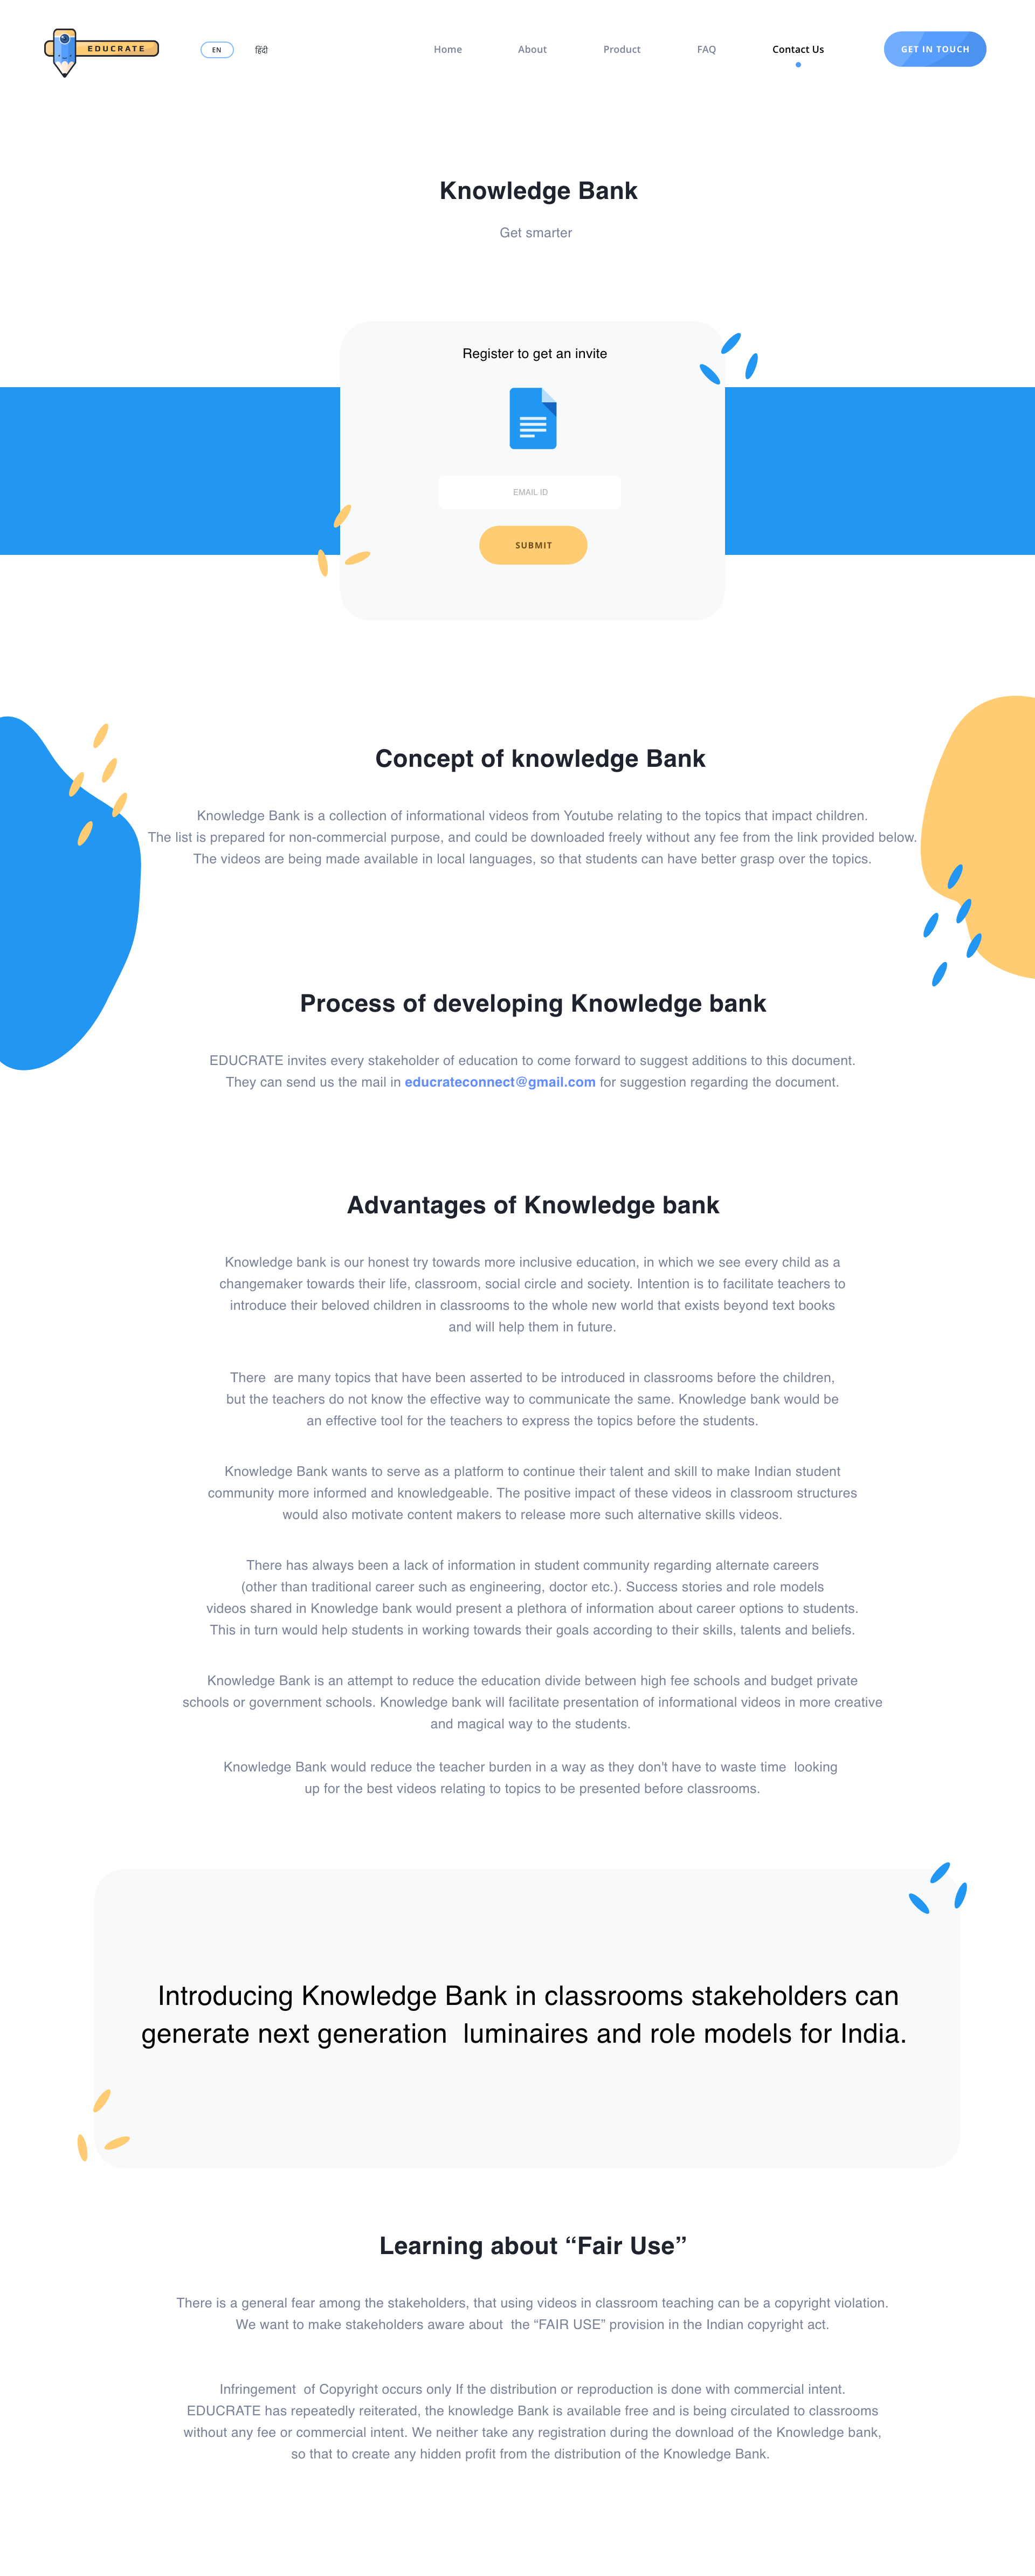 EDUCRATE
EN
हिंदी
Home
About
Product
FAQ
Contact Us
GET IN TOUCH
Knowledge Bank
Get smarter
Register to get an invite
EMAIL ID
SUBMIT
Concept of knowledge Bank
Knowledge Bank is a collection of informational videos from Youtube relating to the topics that impact children.
The list is prepared for non-commercial purpose, and could be downloaded freely without any fee from the link provided below.
The videos are being made available in local languages, so that students can have better grasp over the topics.
Process of developing Knowledge bank
EDUCRATE invites every stakeholder of education to come forward to suggest additions to this document.
They can send us the mail in educrateconnect@gmail.com for suggestion regarding the document.
Advantages of Knowledge bank
Knowledge bank is our honest try towards more inclusive education, in which we see every child as a
changemaker towards their life, classroom, social circle and society. Intention is to facilitate teachers to
introduce their beloved children in classrooms to the whole new world that exists beyond text books
and will help them in future.
There  are many topics that have been asserted to be introduced in classrooms before the children,
but the teachers do not know the effective way to communicate the same. Knowledge bank would be
an effective tool for the teachers to express the topics before the students.
Knowledge Bank wants to serve as a platform to continue their talent and skill to make Indian student
community more informed and knowledgeable. The positive impact of these videos in classroom structures
would also motivate content makers to release more such alternative skills videos.
There has always been a lack of information in student community regarding alternate careers
(other than traditional career such as engineering, doctor etc.). Success stories and role models
videos shared in Knowledge bank would present a plethora of information about career options to students.
This in turn would help students in working towards their goals according to their skills, talents and beliefs.
Knowledge Bank is an attempt to reduce the education divide between high fee schools and budget private
schools or government schools. Knowledge bank will facilitate presentation of informational videos in more creative
and magical way to the students.
Knowledge Bank would reduce the teacher burden in a way as they don't have to waste time  looking
up for the best videos relating to topics to be presented before classrooms.
Introducing Knowledge Bank in classrooms stakeholders can
generate next generation  luminaires and role models for India.
Learning about “Fair Use”
There is a general fear among the stakeholders, that using videos in classroom teaching can be a copyright violation.
We want to make stakeholders aware about  the “FAIR USE” provision in the Indian copyright act.
Infringement  of Copyright occurs only If the distribution or reproduction is done with commercial intent.
EDUCRATE has repeatedly reiterated, the knowledge Bank is available free and is being circulated to classrooms
without any fee or commercial intent. We neither take any registration during the download of the Knowledge bank,
so that to create any hidden profit from the distribution of the Knowledge Bank.